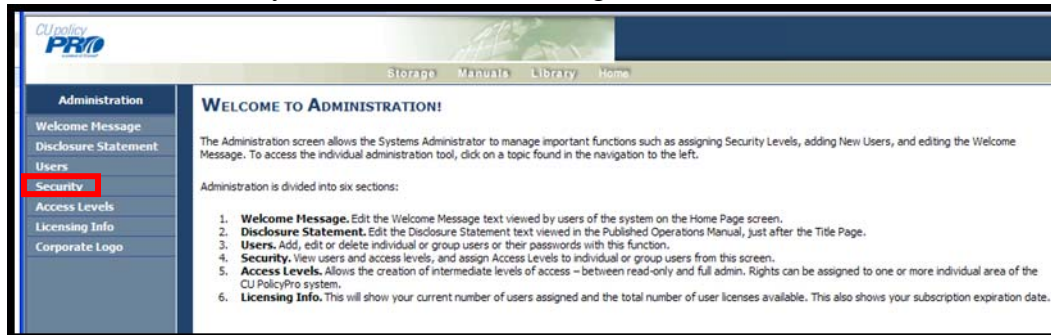 CU policy
PRO
Storage Manuals Library Home
Administration
Welcome Message
Disclosure Statement
Users
Security
Access Levels
Licensing Info
Corporate Logo
WELCOME TO ADMINISTRATION!
The Administration screen allows the Systems Administrator to manage important functions such as assigning Security Levels, adding New Users, and editing the Welcome
Message. To access the individual administration tool, click on a topic found in the navigation to the left.
Administration is divided into six sections:
1. Welcome Message. Edit the Welcome Message text viewed by users of the system on the Home Page screen.
2. Disclosure Statement. Edit the Disclosure Statement text viewed in the Published Operations Manual, just after the Title Page.
3. Users. Add, edit or delete individual or group users or their passwords with this function.
4. Security. View users and access levels, and assign Access Levels to individual or group users from this screen.
5. Access Levels. Allows the creation of intermediate levels of access – between read-only and full admin. Rights can be assigned to one or more individual area of the
CU PolicyPro system.
6. Licensing Info. This will show your current number of users assigned and the total number of user licenses available. This also shows your subscription expiration date.